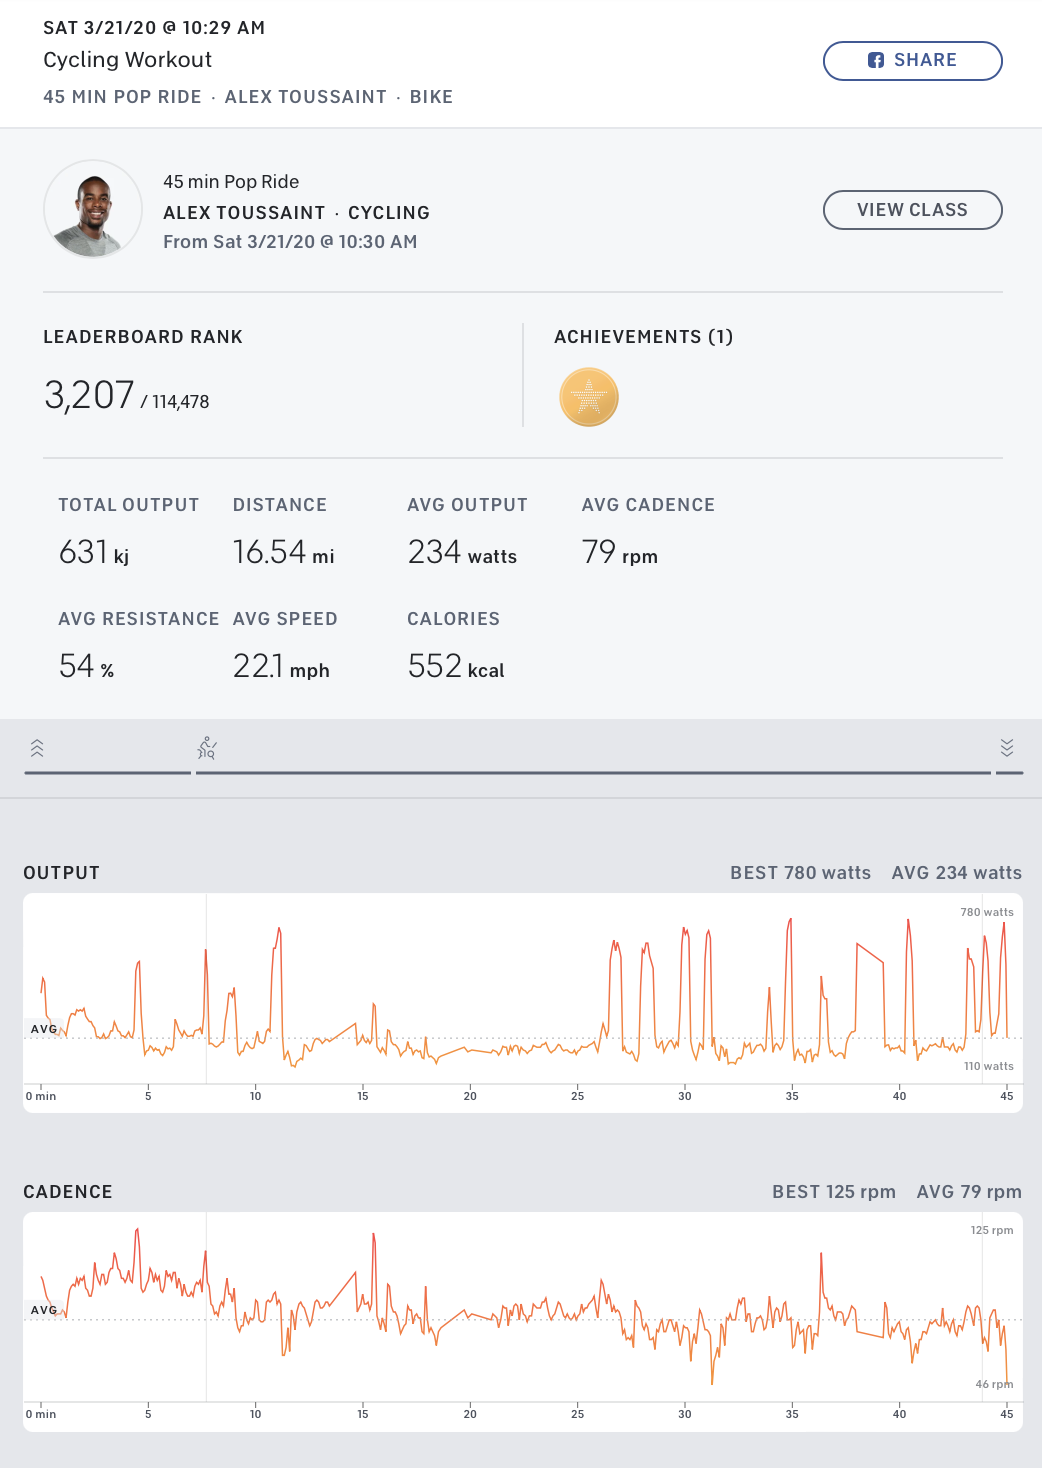 SAT 3/21/20 @ 10:29 AM
Cycling Workout
45 MIN POP RIDE · ALEX TOUSSAINT · BIKE
SHARE
45 min Pop Ride
ALEX TOUSSAINT · CYCLING
From Sat 3/21/20 @ 10:30 AM
VIEW CLASS
LEADERBOARD RANK
3,207 / 114,478
ACHIEVEMENTS (1)
TOTAL OUTPUT DISTANCE AVG OUTPUT AVG CADENCE
631 kj 16.54 mi 234 watts 79 rpm
AVG RESISTANCE AVG SPEED CALORIES
54 % 22.1 mph 552 kcal
OUTPUT BEST 780 watts AVG 234 watts
780 watts
AVG
110 watts
0 min 5 10 15 20 25 30 35 40 45
CADENCE BEST 125 rpm AVG 79 rpm
125 rpm
AVG
46 rpm
0 min 5 10 15 20 25 30 35 40 45